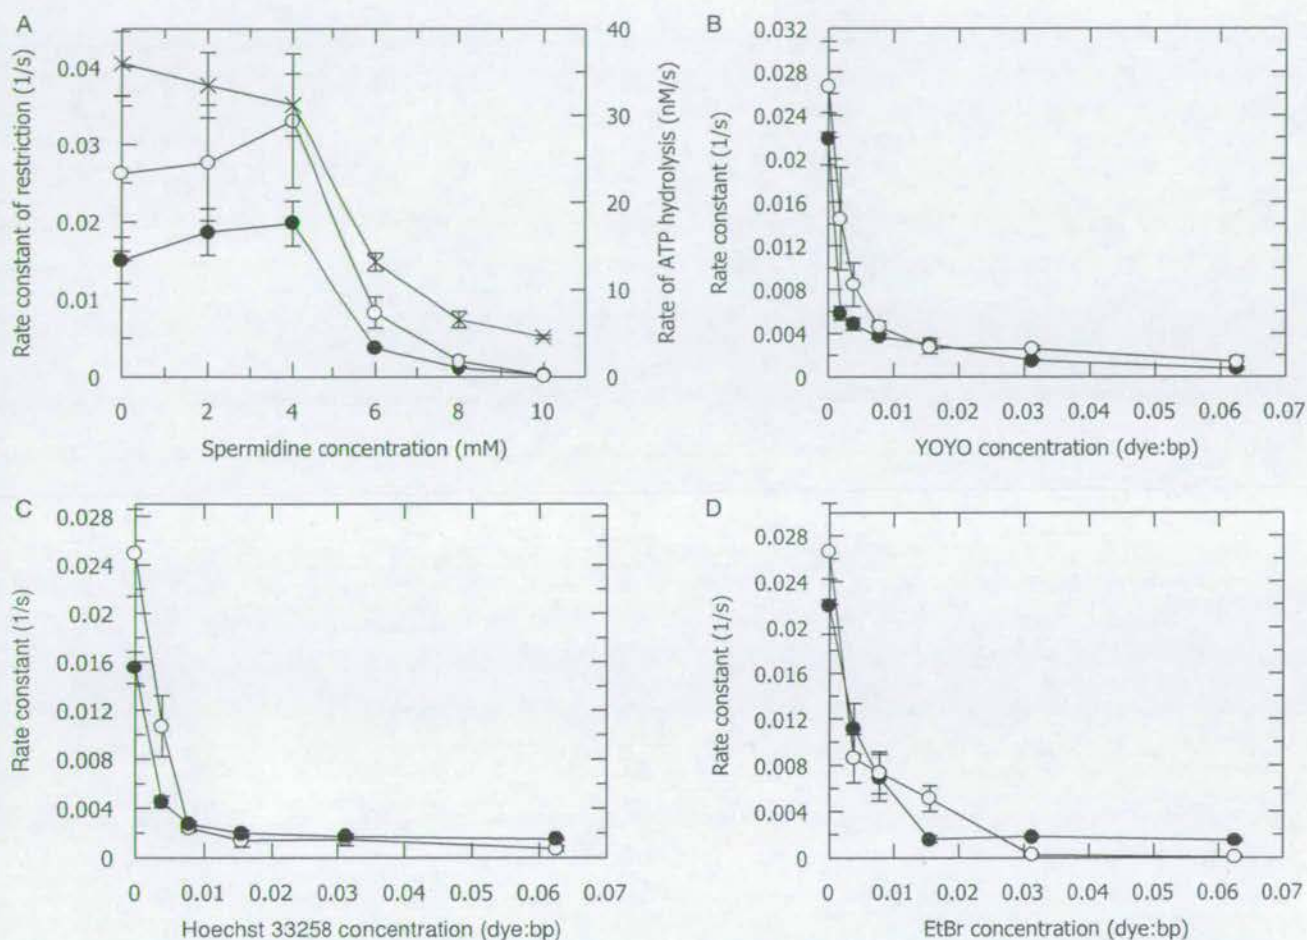 A
0.04
0.03
0.02
0.01
0
Rate constant of restriction (1/s)
40
30
20
10
0
Rate of ATP hydrolysis (nM/s)
0 2 4 6 8 10
Spermidine concentration (mM)
B
0.032
0.028
0.024
0.02
0.016
0.012
0.008
0.004
0
Rate constant (1/s)
0 0.01 0.02 0.03 0.04 0.05 0.06 0.07
YOYO concentration (dye:bp)
C
0.028
0.024
0.02
0.016
0.012
0.008
0.004
0
Rate constant (1/s)
0 0.01 0.02 0.03 0.04 0.05 0.06 0.07
Hoechst 33258 concentration (dye:bp)
D
0.028
0.024
0.02
0.016
0.012
0.008
0.004
0
Rate constant (1/s)
0 0.01 0.02 0.03 0.04 0.05 0.06 0.07
EtBr concentration (dye:bp)